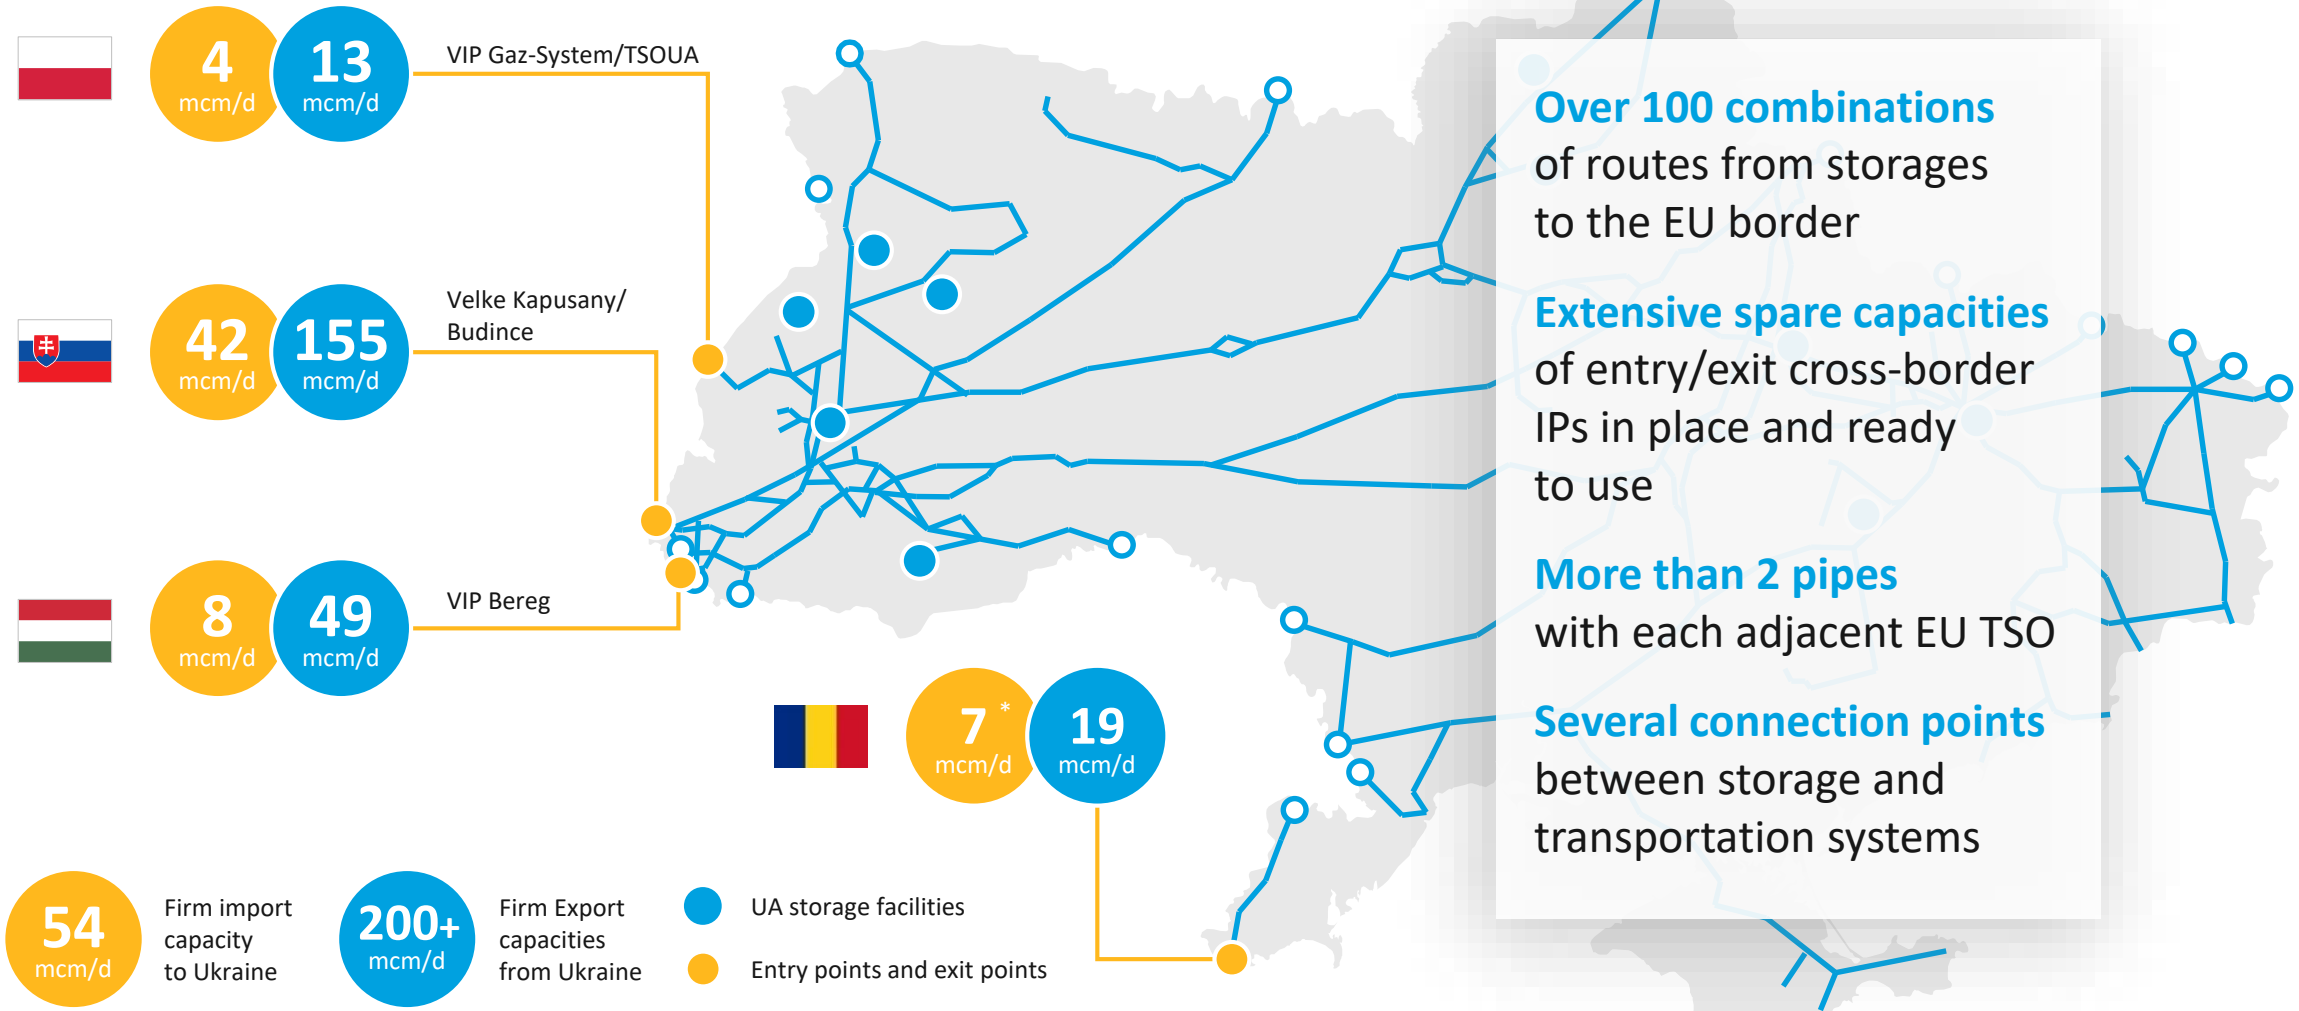 4
mcm/d
13
mcm/d
VIP Gaz-System/TSOUA
42
mcm/d
155
mcm/d
Velke Kapusany/
Budince
8
mcm/d
49
mcm/d
VIP Bereg
7 *
mcm/d
19
mcm/d
54
mcm/d
Firm import
capacity
to Ukraine
200+
mcm/d
Firm Export
capacities
from Ukraine
UA storage facilities
Entry points and exit points
Over 100 combinations
of routes from storages
to the EU border
Extensive spare capacities
of entry/exit cross-border
IPs in place and ready
to use
More than 2 pipes
with each adjacent EU TSO
Several connection points
between storage and
transportation systems